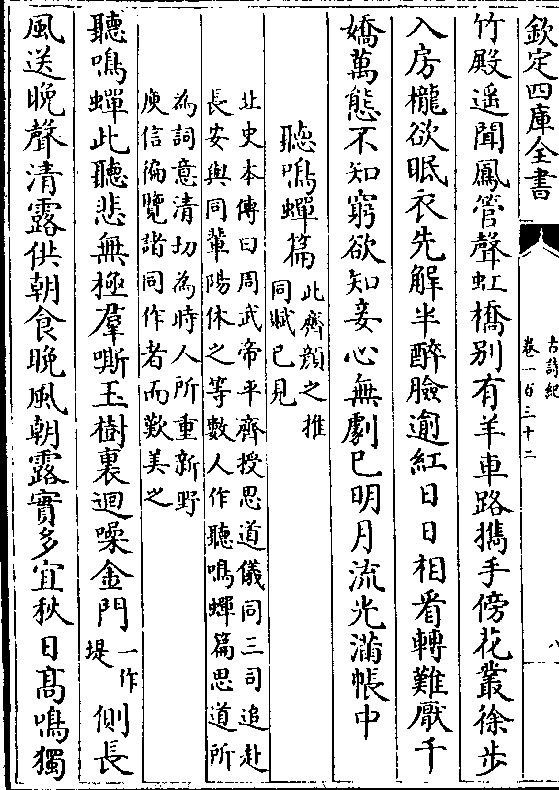 欽定四庫全書
古詩紀
卷一百三十二
八
竹殿遥聞鳳管聲虹橋别有羊車路攜手傍花叢徐步
入房櫳欲眠衣先解半醉臉逾紅日日相看轉難厭千
嬌萬態不知窮欲知妾心無劇已明月流光滿帳中
聽鳴蟬篇此齊顔之推
同賦已見
北史本傳曰周武帝平齊授思道儀同三司追赴
長安與同輩陽休之等數人作聽鳴蟬篇思道所
為詞意清切為時人所重新野
庾信徧覽諸同作者而歎美之
聽鳴蟬此聽悲無極羣嘶玉樹裏迴噪金門一作
堤側長
風送晚聲清露供朝食晚風朝露實多宜秋日髙鳴獨